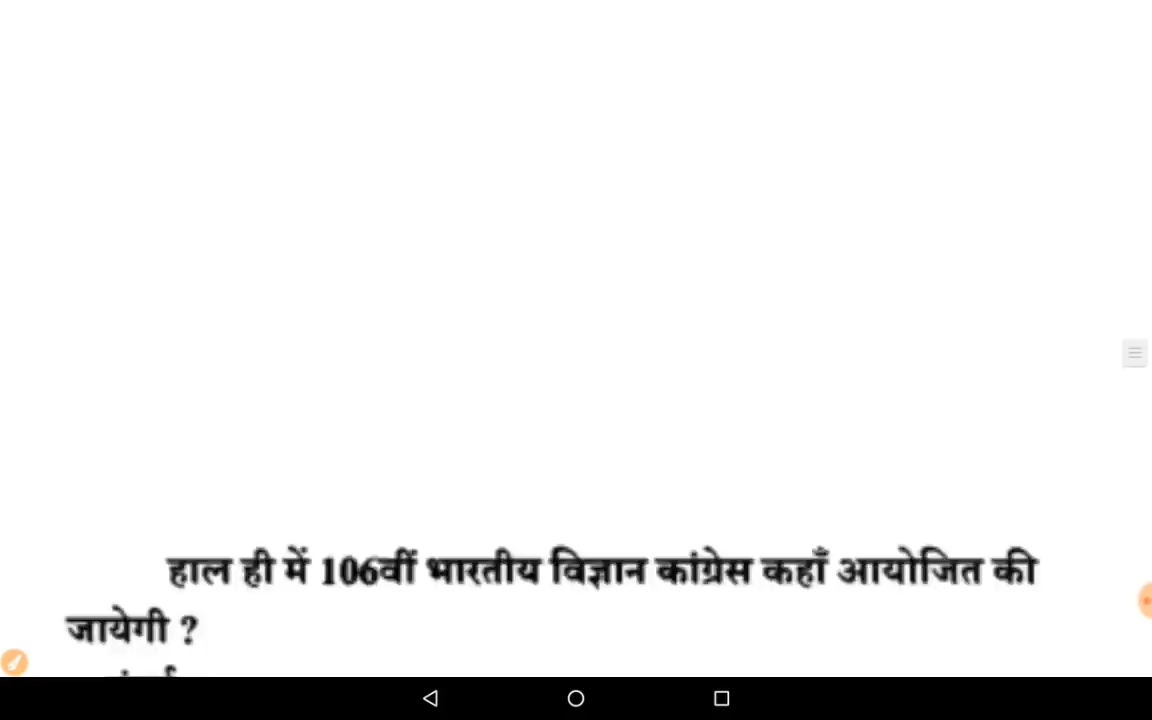 हाल ही में 106वीं भारतीय विज्ञान कांग्रेस कहाँ आयोजित की
जायेगी ?